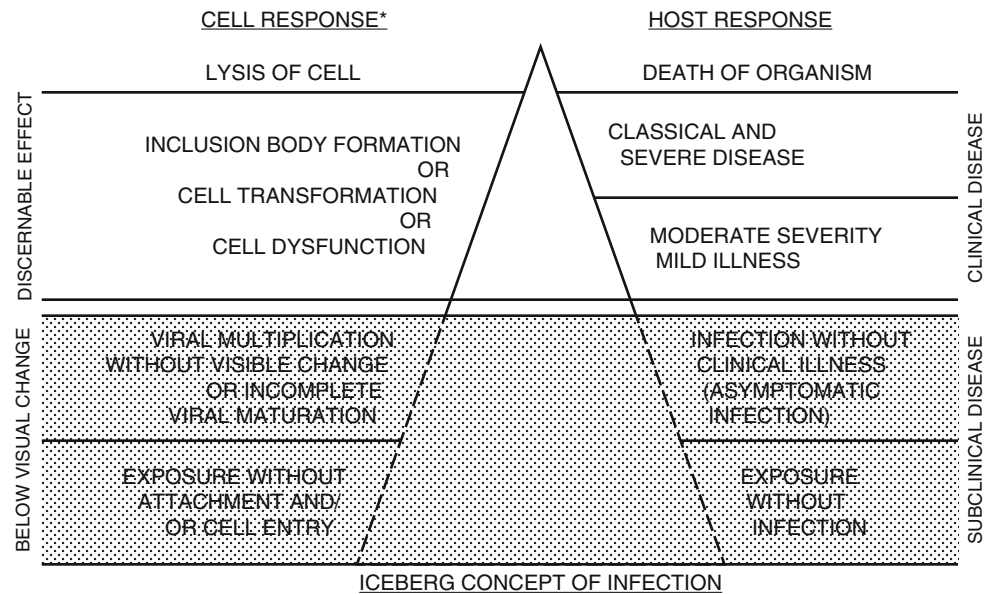 CELL RESPONSE*
HOST RESPONSE
LYSIS OF CELL
DEATH OF ORGANISM
DISCERNABLE EFFECT
INCLUSION BODY FORMATION
OR
CELL TRANSFORMATION
OR
CELL DYSFUNCTION
CLASSICAL AND
SEVERE DISEASE
MODERATE SEVERITY
MILD ILLNESS
CLINICAL DISEASE
BELOW VISUAL CHANGE
VIRAL MULTIPLICATION
WITHOUT VISIBLE CHANGE
OR INCOMPLETE
VIRAL MATURATION
INFECTION WITHOUT
CLINICAL ILLNESS
(ASYMPTOMATIC
INFECTION)
EXPOSURE WITHOUT
ATTACHMENT AND/
OR CELL ENTRY
EXPOSURE
WITHOUT
INFECTION
SUBCLINICAL DISEASE
ICEBERG CONCEPT OF INFECTION